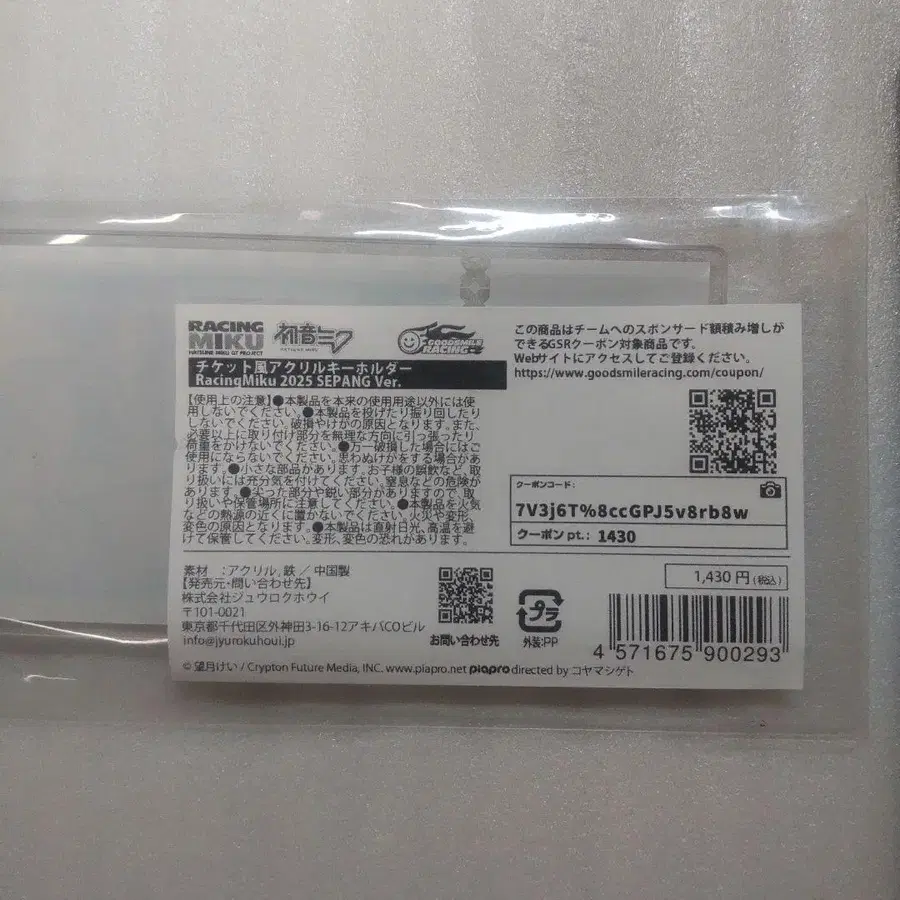 RACING
MIKU
HATSUNE MIKU GT PROJECT
初音ミク
HATSUNE MIKU
GOODSMILE
RACING
この商品はチームへのスポンサード額積み増しが
できるGSRクーポン対象商品です。
Webサイトにアクセスしてご登録ください。
https://www.goodsmileracing.com/coupon/
チケット風アクリルキーホルダー
RacingMiku 2025 SEPANG Ver.
【使用上の注意】●本製品を本来の使用用途以外には使
用しないでください。●本製品を投げたり振り回したり
しないでください。破損やけがの原因となります。また、
必要以上に取り付け部分を無理な方向に引っ張ったり
荷重をかけないでください。●万一破損した場合にはご
使用にならないでください。思わぬけがをする場合があ
ります。●小さな部品があります。お子様の誤飲など、取
り扱いには充分気を付けてください。窒息などの危険が
あります。●尖った部分や鋭い部分がありますので、取
り扱いや保管場所に注意してください。●本製品を火気
などの熱源の近くに置かないでください。火災や変形、
変色の原因となります。●本製品は直射日光、高温を避
けて保管してください。変形、変色の恐れがあります。
クーポンコード：
7V3j6T%8ccGPJ5v8rb8w
クーポン pt.： 1430
素材 ：アクリル, 鉄 ／ 中国製
【発売元・問い合わせ先】
株式会社ジュウロクホウイ
〒101-0021
東京都千代田区外神田3-16-12アキバCOビル
info@jyurokuhoui.jp
お問い合わせ先
プラ
外装:PP
1,430 円 (税込)
4 571675 900293
© 望月けい / Crypton Future Media, INC. www.piapro.net piapro directed by コヤマシゲト